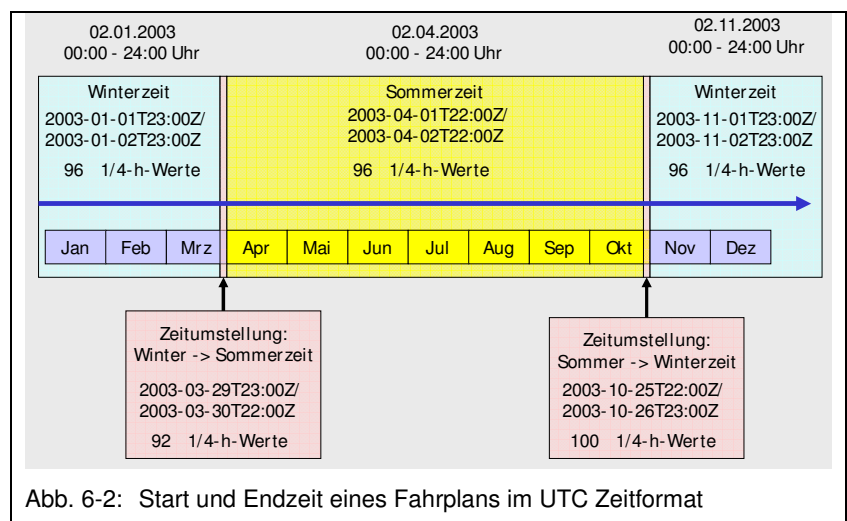 02.01.2003
00:00 - 24:00 Uhr
02.04.2003
00:00 - 24:00 Uhr
02.11.2003
00:00 - 24:00 Uhr
Winterzeit
2003-01-01T23:00Z/
2003-01-02T23:00Z
96 1/4-h-Werte
Sommerzeit
2003-04-01T22:00Z/
2003-04-02T22:00Z
96 1/4-h-Werte
Winterzeit
2003-11-01T23:00Z/
2003-11-02T23:00Z
96 1/4-h-Werte
Jan Feb Mrz Apr Mai Jun Jul Aug Sep Okt Nov Dez
Zeitumstellung:
Winter -> Sommerzeit
2003-03-29T23:00Z/
2003-03-30T22:00Z
92 1/4-h-Werte
Zeitumstellung:
Sommer -> Winterzeit
2003-10-25T22:00Z/
2003-10-26T23:00Z
100 1/4-h-Werte
Abb. 6-2: Start und Endzeit eines Fahrplans im UTC Zeitformat